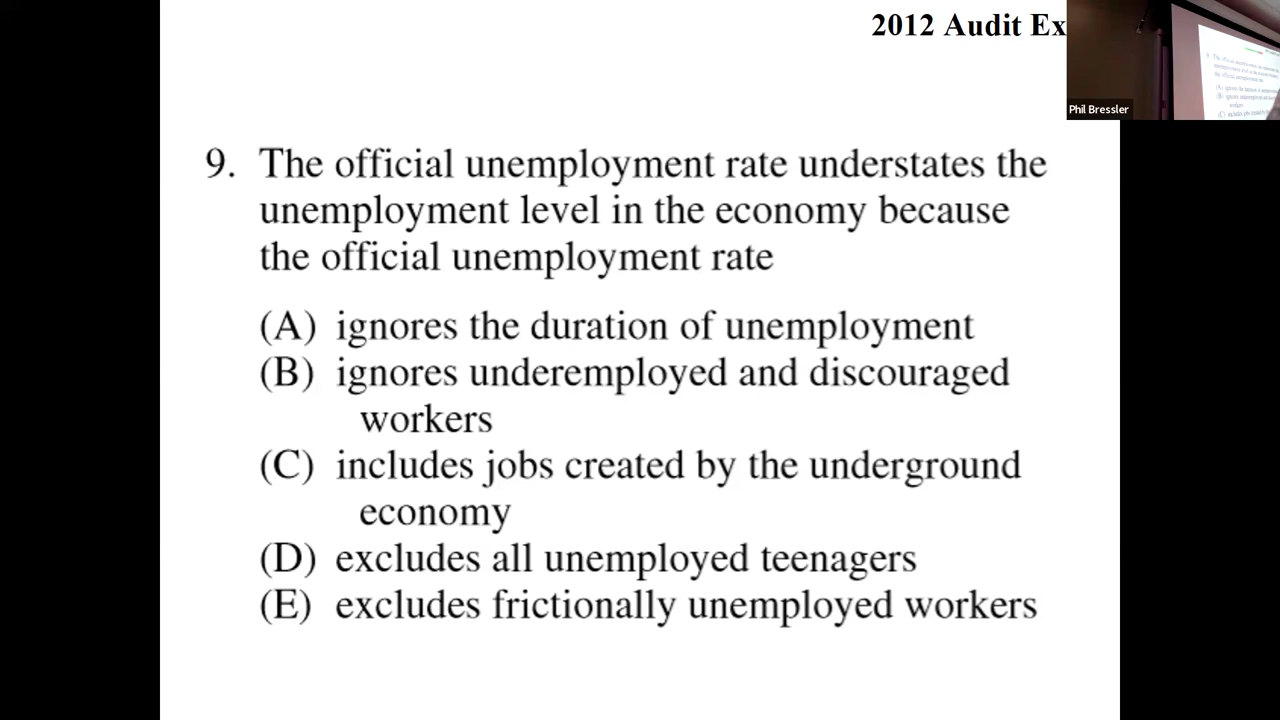 2012 Audit Ex
Phil Bressler
9. The official unemployment rate understates the
unemployment level in the economy because
the official unemployment rate
(A) ignores the duration of unemployment
(B) ignores underemployed and discouraged
workers
(C) includes jobs created by the underground
economy
(D) excludes all unemployed teenagers
(E) excludes frictionally unemployed workers